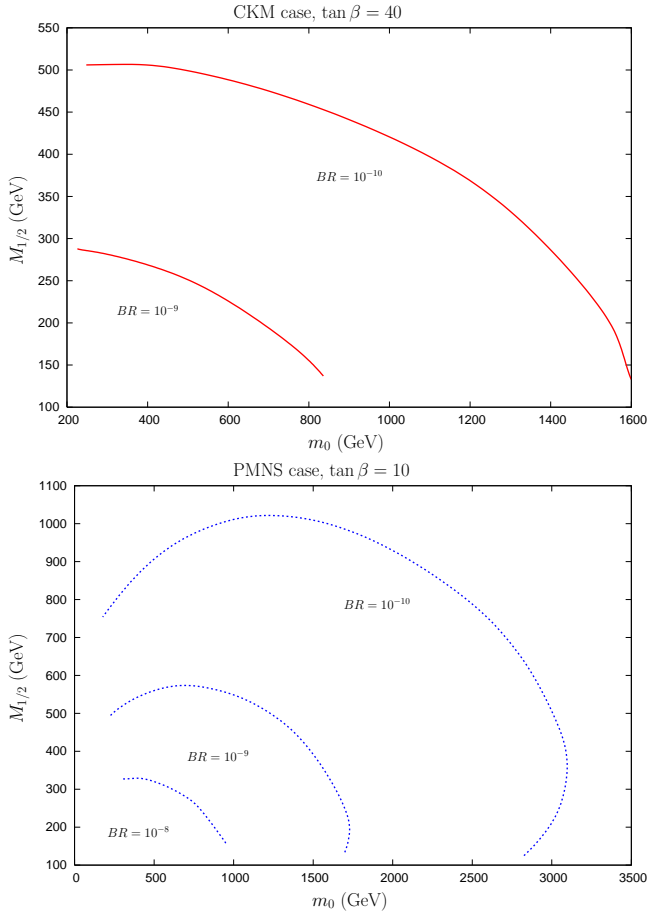 CKM case, tan β = 40
550
500
450
400
350
300
250
200
150
100
M₁/₂ (GeV)
BR = 10⁻¹⁰
BR = 10⁻⁹
200 400 600 800 1000 1200 1400 1600
m₀ (GeV)
PMNS case, tan β = 10
1100
1000
900
800
700
600
500
400
300
200
100
M₁/₂ (GeV)
BR = 10⁻¹⁰
BR = 10⁻⁹
BR = 10⁻⁸
0 500 1000 1500 2000 2500 3000 3500
m₀ (GeV)